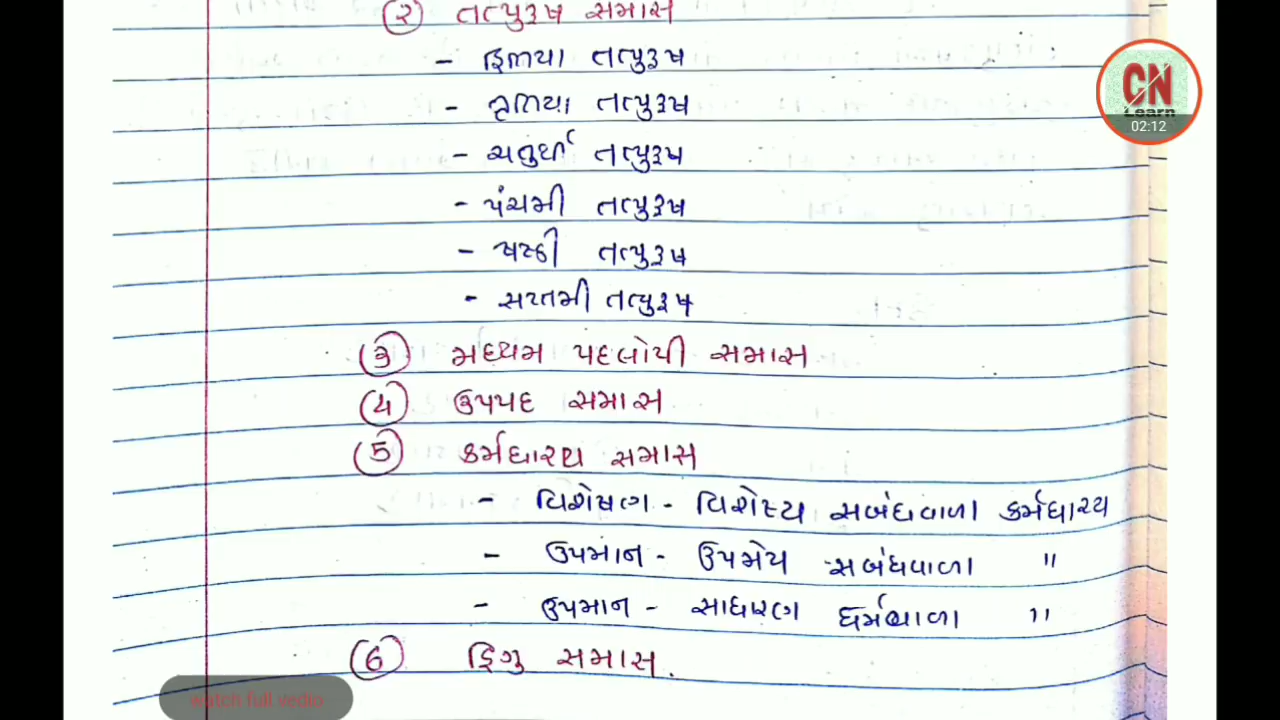 (૨) તત્પુરૂષ સમાસ
- દ્વિતિયા તત્પુરૂષ
- તૃતિયા તત્પુરૂષ
- ચતુર્થી તત્પુરૂષ
- પંચમી તત્પુરૂષ
- ષષ્ઠી તત્પુરૂષ
- સપ્તમી તત્પુરૂષ
(૩) મધ્યમ પદલોપી સમાસ
(૪) ઉપપદ સમાસ
(૫) કર્મધારય સમાસ
- વિશેષણ - વિશેષ્ય સબંધવાળા કર્મધારય
- ઉપમાન - ઉપમેય સબંધવાળા "
- ઉપમાન - સાધારણ ધર્મવાળા "
(૬) દ્વિગુ સમાસ.
CN
Learn
02:12
watch full vedio